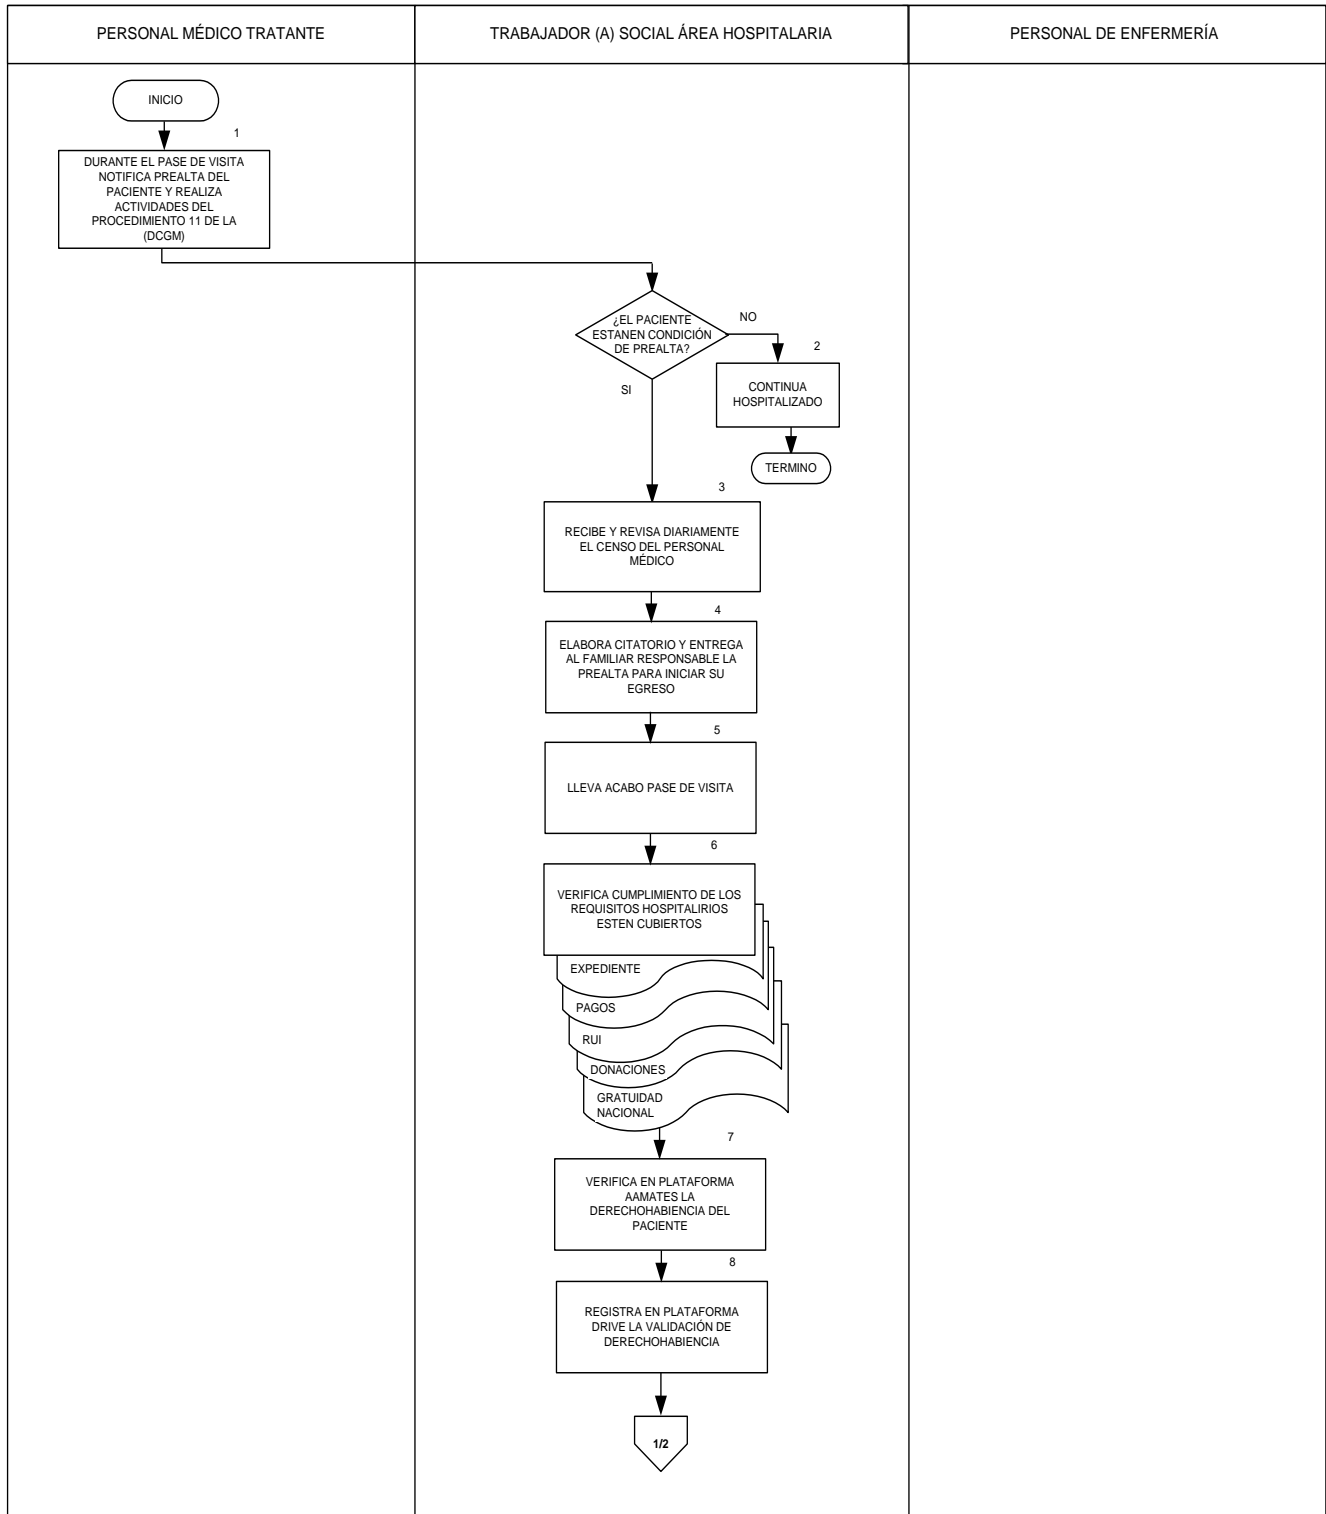 PERSONAL MÉDICO TRATANTE
TRABAJADOR (A) SOCIAL ÁREA HOSPITALARIA
PERSONAL DE ENFERMERÍA
INICIO
1
DURANTE EL PASE DE VISITA
NOTIFICA PREALTA DEL
PACIENTE Y REALIZA
ACTIVIDADES DEL
PROCEDIMIENTO 11 DE LA
(DCGM)
¿EL PACIENTE
ESTANEN CONDICIÓN
DE PREALTA?
NO
SI
2
CONTINUA
HOSPITALIZADO
TERMINO
3
RECIBE Y REVISA DIARIAMENTE
EL CENSO DEL PERSONAL
MÉDICO
4
ELABORA CITATORIO Y ENTREGA
AL FAMILIAR RESPONSABLE LA
PREALTA PARA INICIAR SU
EGRESO
5
LLEVA ACABO PASE DE VISITA
6
VERIFICA CUMPLIMIENTO DE LOS
REQUISITOS HOSPITALIRIOS
ESTEN CUBIERTOS
EXPEDIENTE
PAGOS
RUI
DONACIONES
GRATUIDAD
NACIONAL
7
VERIFICA EN PLATAFORMA
AAMATES LA
DERECHOHABIENCIA DEL
PACIENTE
8
REGISTRA EN PLATAFORMA
DRIVE LA VALIDACIÓN DE
DERECHOHABIENCIA
1/2